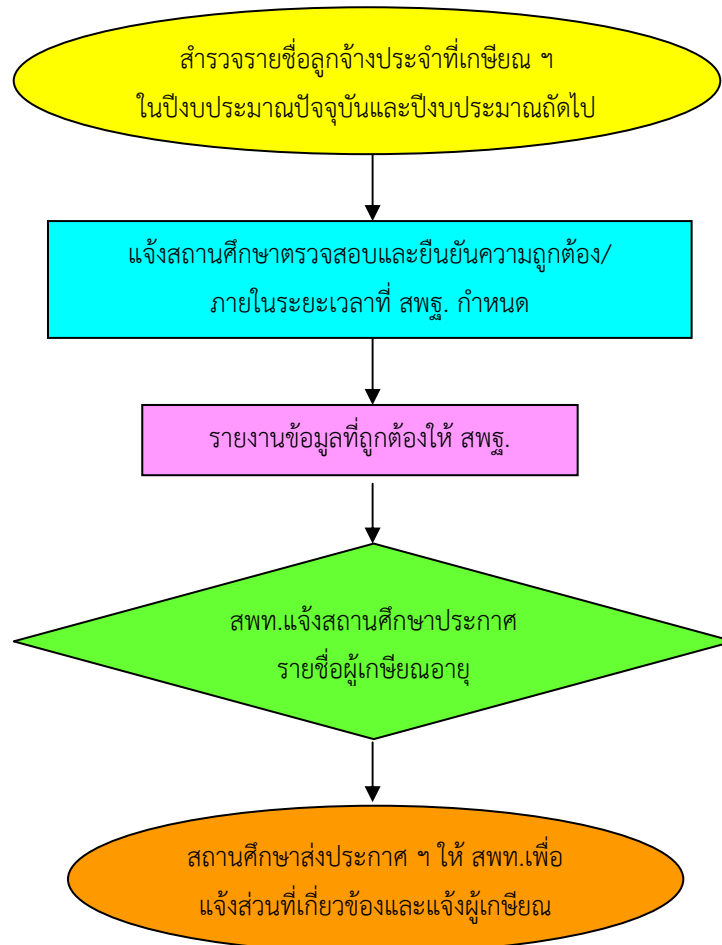 สำรวจรายชื่อลูกจ้างประจำที่เกษียณ ฯ
ในปีงบประมาณปัจจุบันและปีงบประมาณถัดไป
แจ้งสถานศึกษาตรวจสอบและยืนยันความถูกต้อง/
ภายในระยะเวลาที่ สพฐ. กำหนด
รายงานข้อมูลที่ถูกต้องให้ สพฐ.
สพท.แจ้งสถานศึกษาประกาศ
รายชื่อผู้เกษียณอายุ
สถานศึกษาส่งประกาศ ฯ ให้ สพท.เพื่อ
แจ้งส่วนที่เกี่ยวข้องและแจ้งผู้เกษียณ